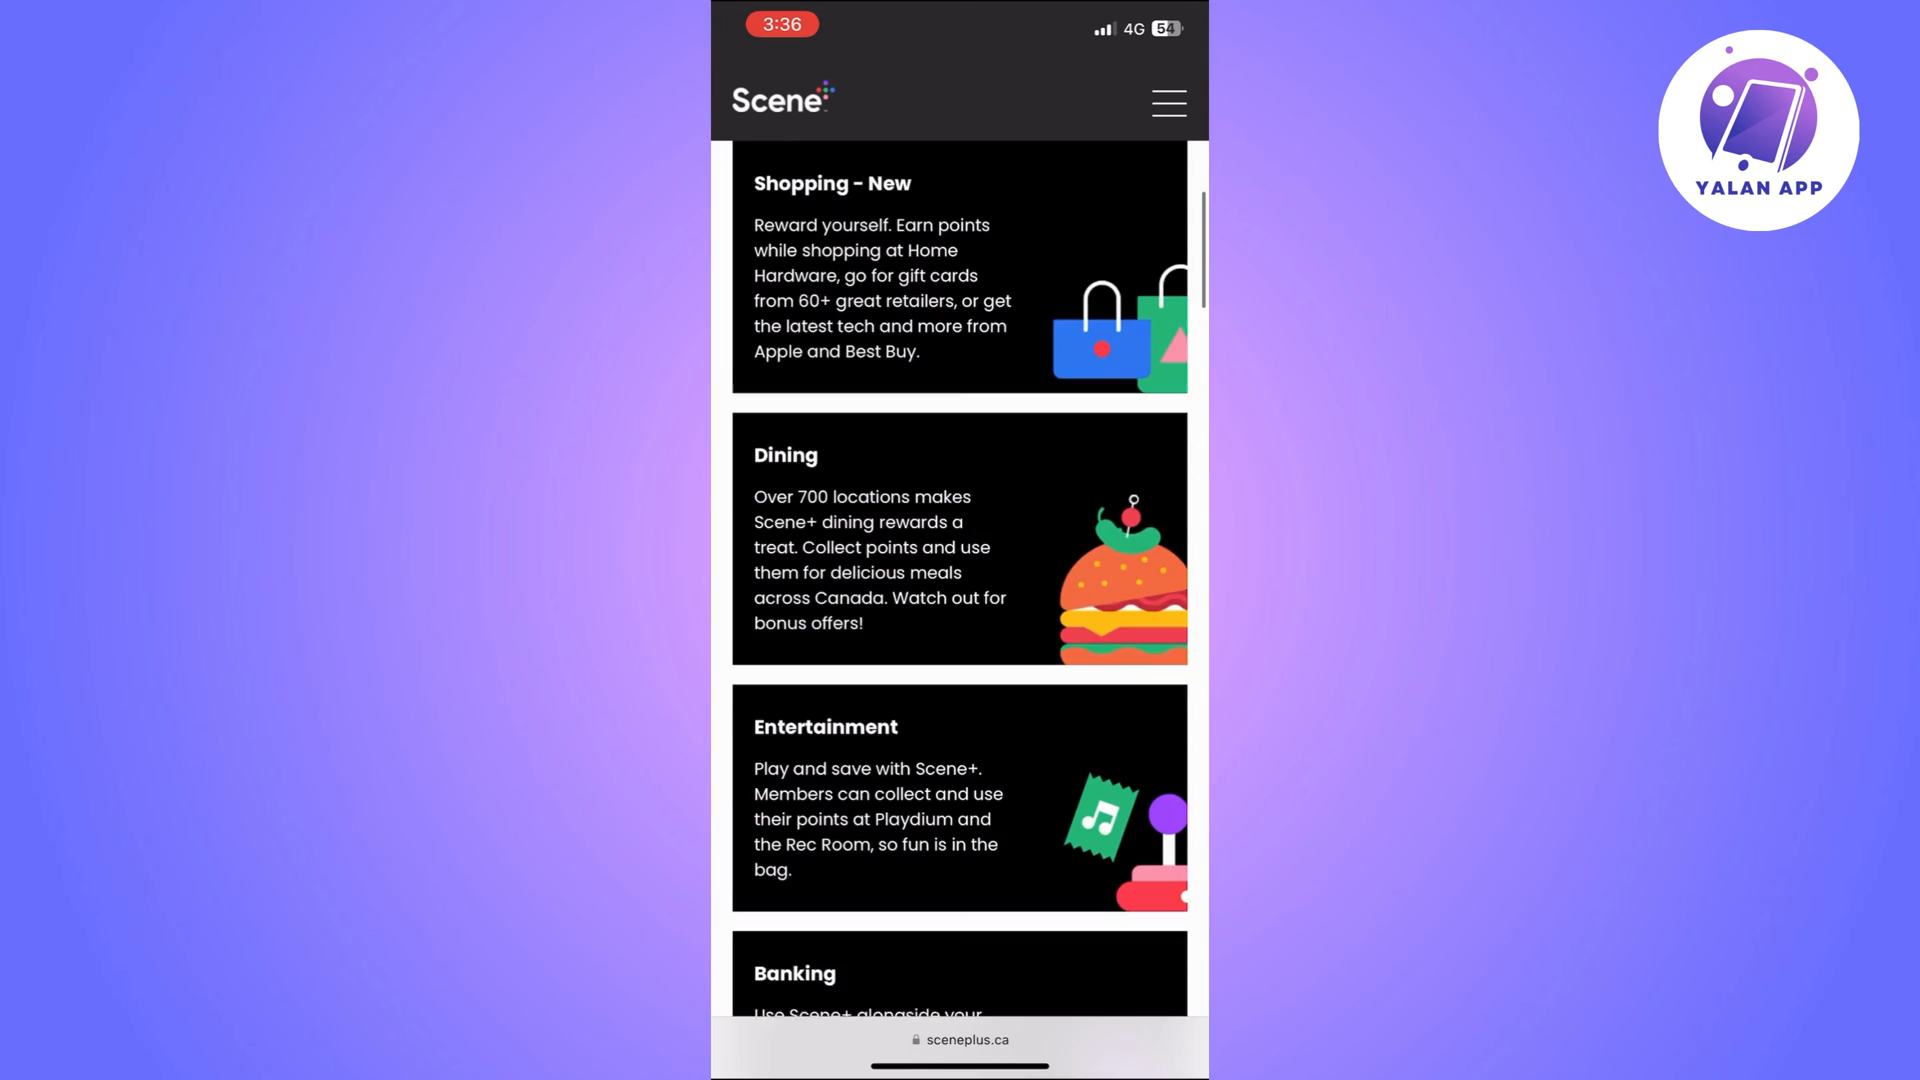 3:36
4G
54
Scene+
Shopping - New
Reward yourself. Earn points
while shopping at Home
Hardware, go for gift cards
from 60+ great retailers, or get
the latest tech and more from
Apple and Best Buy.
Dining
Over 700 locations makes
Scene+ dining rewards a
treat. Collect points and use
them for delicious meals
across Canada. Watch out for
bonus offers!
Entertainment
Play and save with Scene+.
Members can collect and use
their points at Playdium and
the Rec Room, so fun is in the
bag.
Banking
Use Scene+ alongside your
sceneplus.ca
YALAN APP